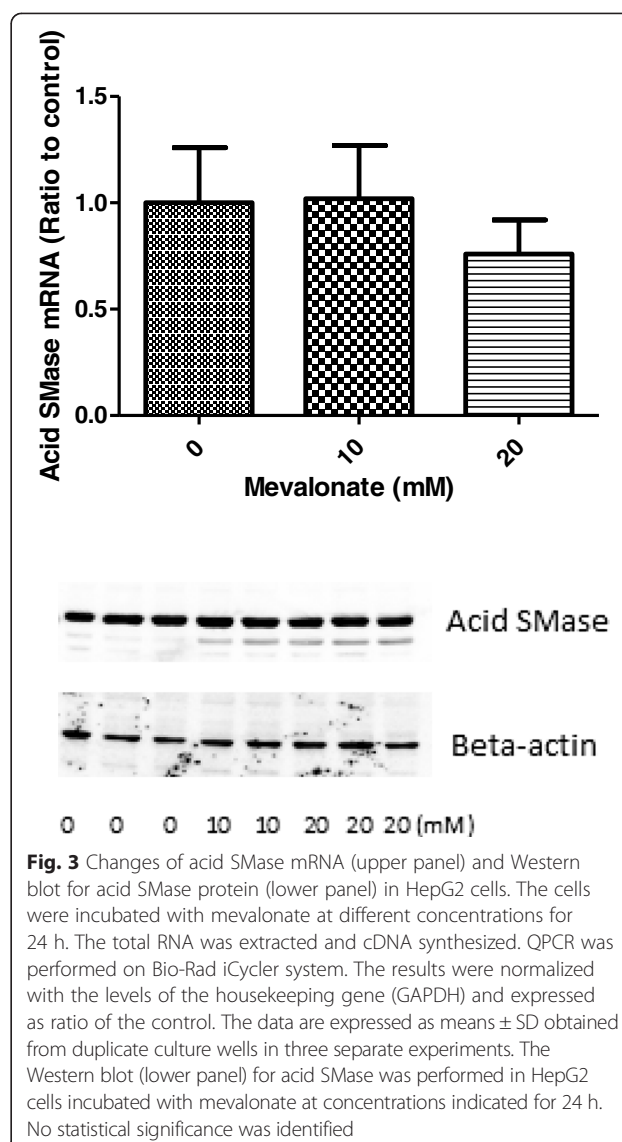 Acid SMase mRNA (Ratio to control)
1.5
1.0
0.5
0.0
0
10
20
Mevalonate (mM)
Acid SMase
Beta-actin
0 0 0 10 10 20 20 20 (mM)
Fig. 3 Changes of acid SMase mRNA (upper panel) and Western
blot for acid SMase protein (lower panel) in HepG2 cells. The cells
were incubated with mevalonate at different concentrations for
24 h. The total RNA was extracted and cDNA synthesized. QPCR was
performed on Bio-Rad iCycler system. The results were normalized
with the levels of the housekeeping gene (GAPDH) and expressed
as ratio of the control. The data are expressed as means ± SD obtained
from duplicate culture wells in three separate experiments. The
Western blot (lower panel) for acid SMase was performed in HepG2
cells incubated with mevalonate at concentrations indicated for 24 h.
No statistical significance was identified